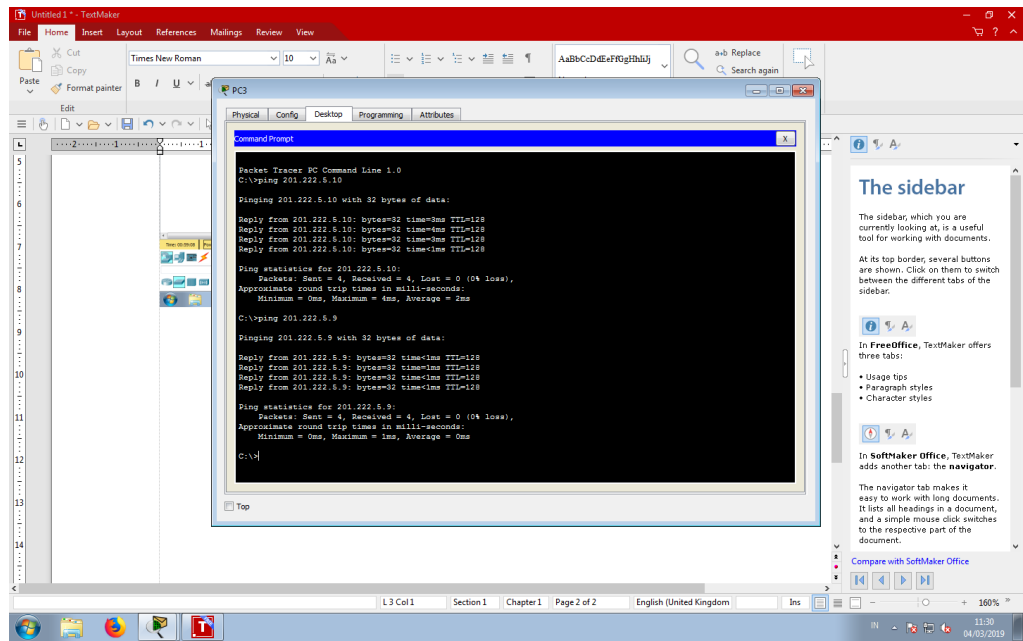 Untitled 1 * - TextMaker
File Home Insert Layout References Mailings Review View
Paste
Cut
Copy
Format painter
Edit
Times New Roman 10
B I U
AaBbCcDdEeFfGgHhIiJj
a+b Replace
Search again
PC3
Physical Config Desktop Programming Attributes
Command Prompt X
Packet Tracer PC Command Line 1.0
C:\>ping 201.222.5.10
Pinging 201.222.5.10 with 32 bytes of data:
Reply from 201.222.5.10: bytes=32 time=3ms TTL=128
Reply from 201.222.5.10: bytes=32 time=4ms TTL=128
Reply from 201.222.5.10: bytes=32 time=3ms TTL=128
Reply from 201.222.5.10: bytes=32 time<1ms TTL=128
Ping statistics for 201.222.5.10:
Packets: Sent = 4, Received = 4, Lost = 0 (0% loss),
Approximate round trip times in milli-seconds:
Minimum = 0ms, Maximum = 4ms, Average = 2ms
C:\>ping 201.222.5.9
Pinging 201.222.5.9 with 32 bytes of data:
Reply from 201.222.5.9: bytes=32 time<1ms TTL=128
Reply from 201.222.5.9: bytes=32 time=1ms TTL=128
Reply from 201.222.5.9: bytes=32 time<1ms TTL=128
Reply from 201.222.5.9: bytes=32 time<1ms TTL=128
Ping statistics for 201.222.5.9:
Packets: Sent = 4, Received = 4, Lost = 0 (0% loss),
Approximate round trip times in milli-seconds:
Minimum = 0ms, Maximum = 1ms, Average = 0ms
C:\>
Top
The sidebar
The sidebar, which you are
currently looking at, is a useful
tool for working with documents.
At its top border, several buttons
are shown. Click on them to switch
between the different tabs of the
sidebar.
In FreeOffice, TextMaker offers
three tabs:
• Usage tips
• Paragraph styles
• Character styles
In SoftMaker Office, TextMaker
adds another tab: the navigator.
The navigator tab makes it
easy to work with long documents.
It lists all headings in a document,
and a simple mouse click switches
to the respective part of the
document.
Compare with SoftMaker Office
L 3 Col 1 Section 1 Chapter 1 Page 2 of 2 English (United Kingdom Ins 160%
IN 11:30
04/03/2019